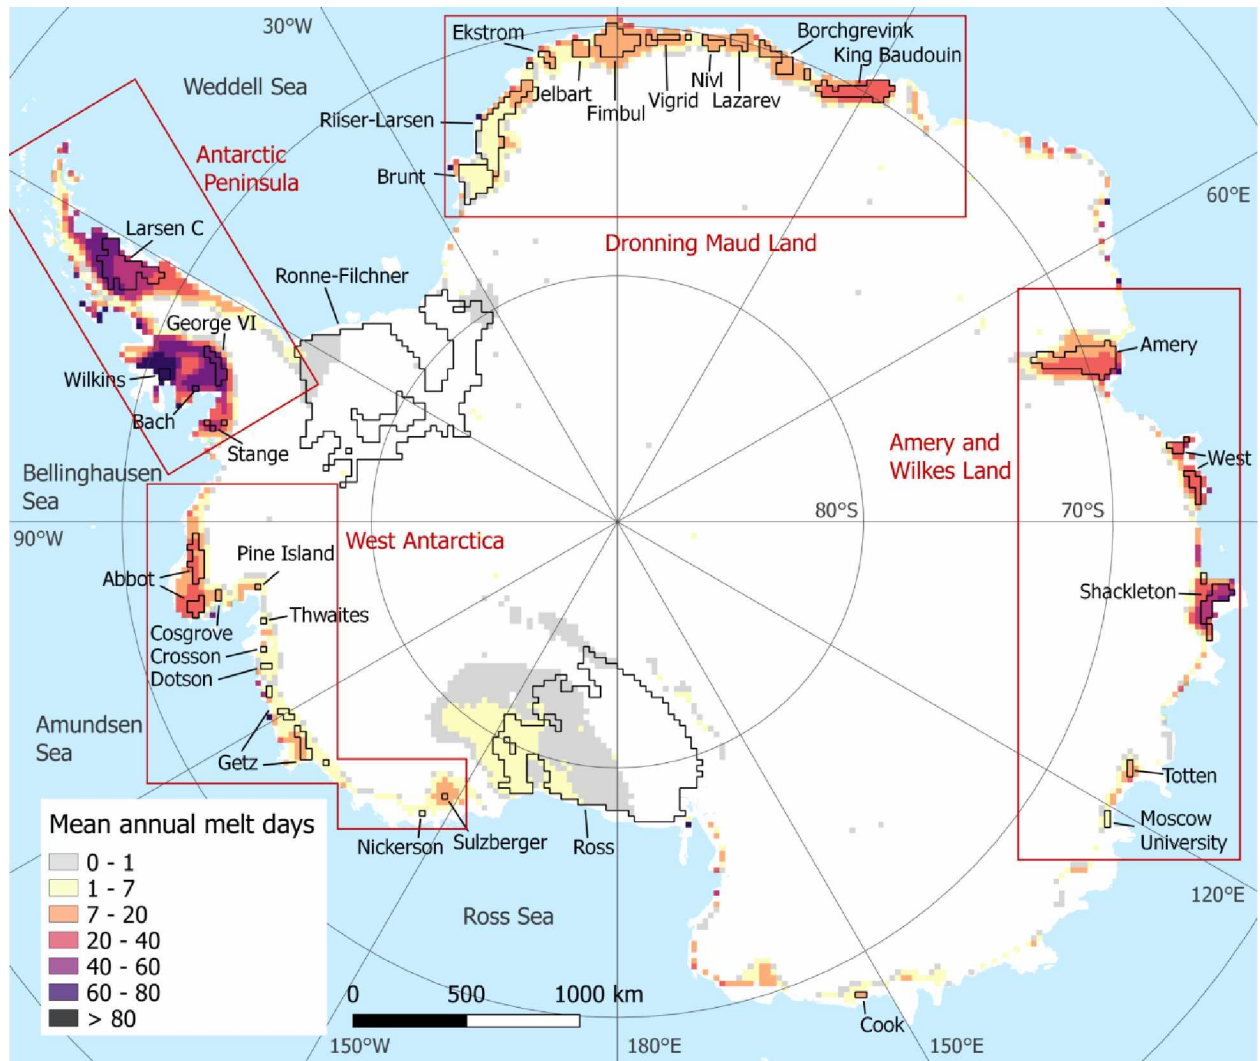 30°W
Ekstrom
Borchgrevink
King Baudouin
Weddell Sea
Jelbart
Fimbul
Vigrid
Nivl
Lazarev
Riiser-Larsen
Antarctic
Peninsula
Brunt
60°E
Larsen C
Dronning Maud Land
Ronne-Filchner
George VI
Amery
Wilkins
Bach
Stange
Amery and
Wilkes Land
West
Bellinghausen
Sea
80°S
70°S
90°W
West Antarctica
Pine Island
Abbot
Shackleton
Thwaites
Cosgrove
Crosson
Dotson
Amundsen
Sea
Getz
Totten
Moscow
University
Nickerson
Sulzberger
Ross
Mean annual melt days
0 - 1
1 - 7
7 - 20
20 - 40
40 - 60
60 - 80
> 80
120°E
Ross Sea
0 500 1000 km
Cook
150°W
180°E
150°E